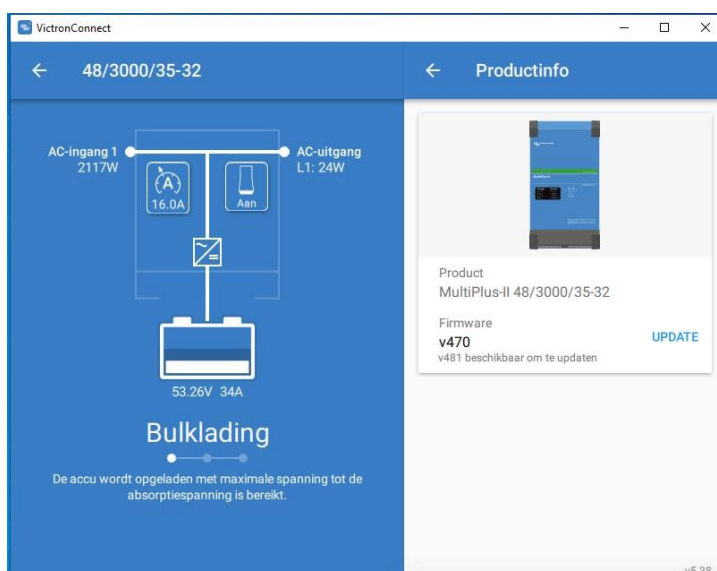 VictronConnect
48/3000/35-32
AC-ingang 1
2117W
AC-uitgang
L1: 24W
A
16.0A
Aan
53.26V 34A
Bulklading
De accu wordt opgeladen met maximale spanning tot de
absorptiespanning is bereikt.
Productinfo
Product
MultiPlus-II 48/3000/35-32
Firmware
v470
UPDATE
v481 beschikbaar om te updaten